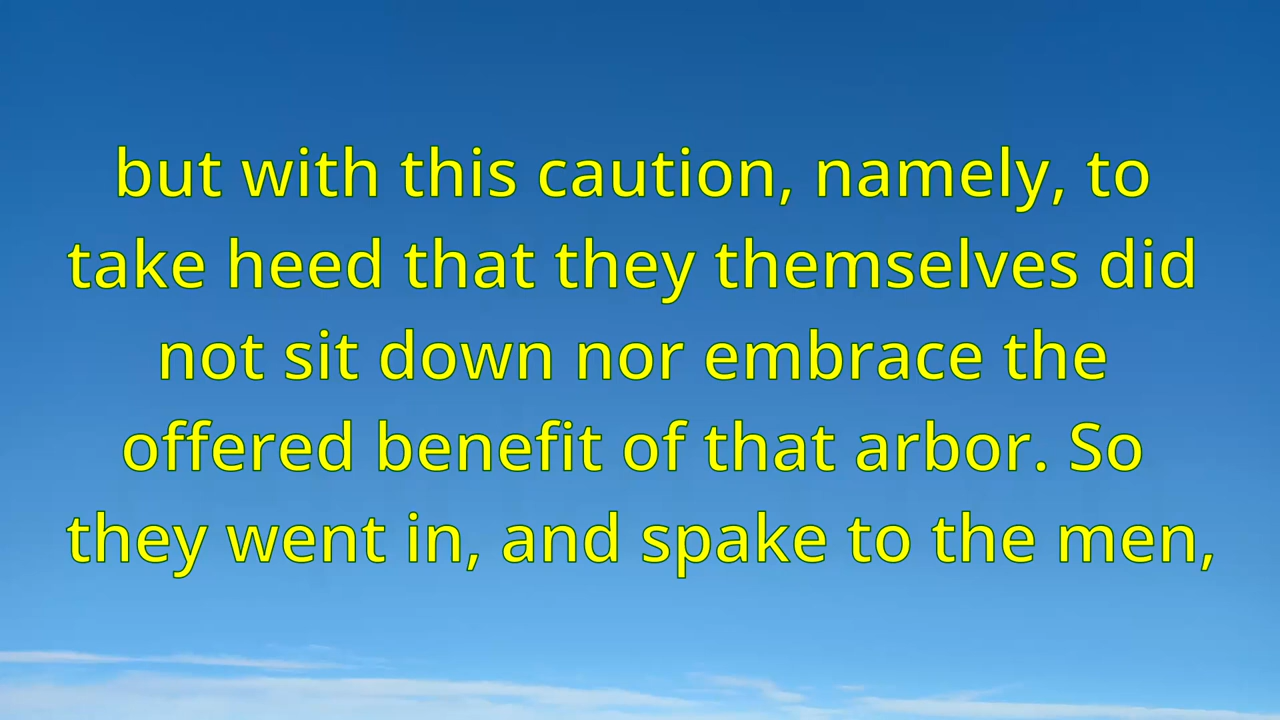 but with this caution, namely, to
take heed that they themselves did
not sit down nor embrace the
offered benefit of that arbor. So
they went in, and spake to the men,